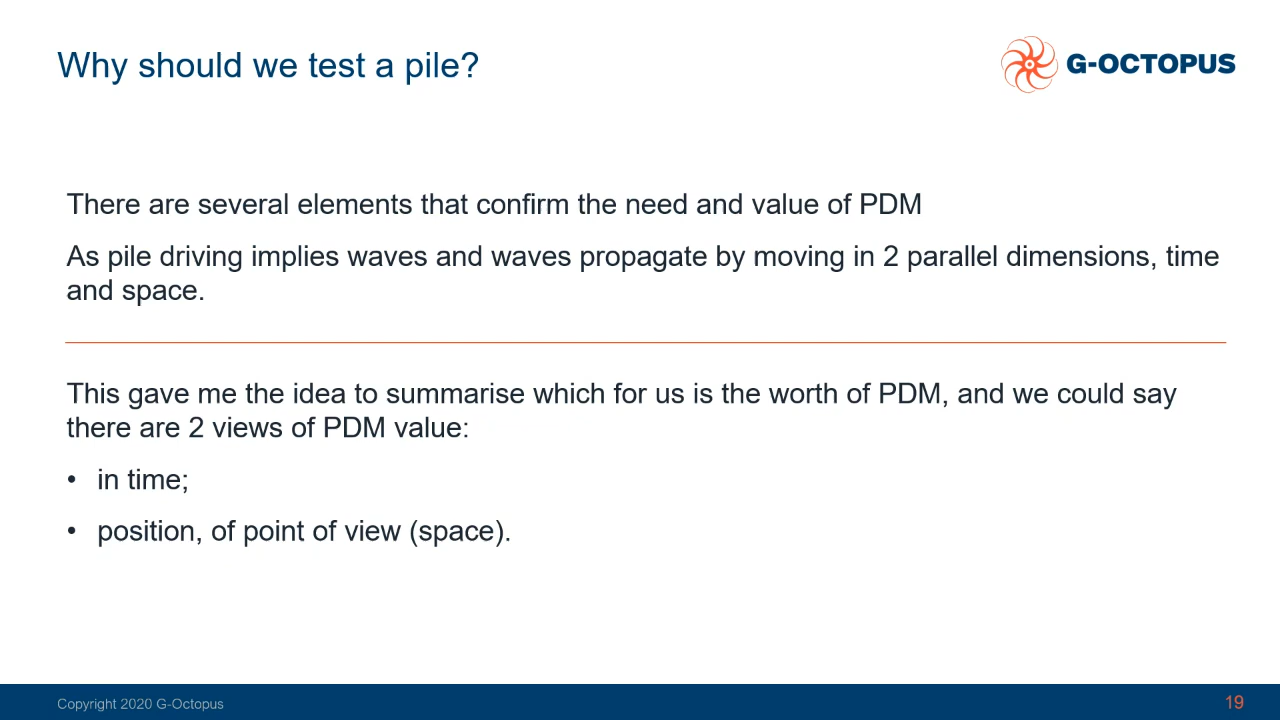 Why should we test a pile?
G-OCTOPUS
There are several elements that confirm the need and value of PDM
As pile driving implies waves and waves propagate by moving in 2 parallel dimensions, time
and space.
This gave me the idea to summarise which for us is the worth of PDM, and we could say
there are 2 views of PDM value:
• in time;
• position, of point of view (space).
Copyright 2020 G-Octopus
19